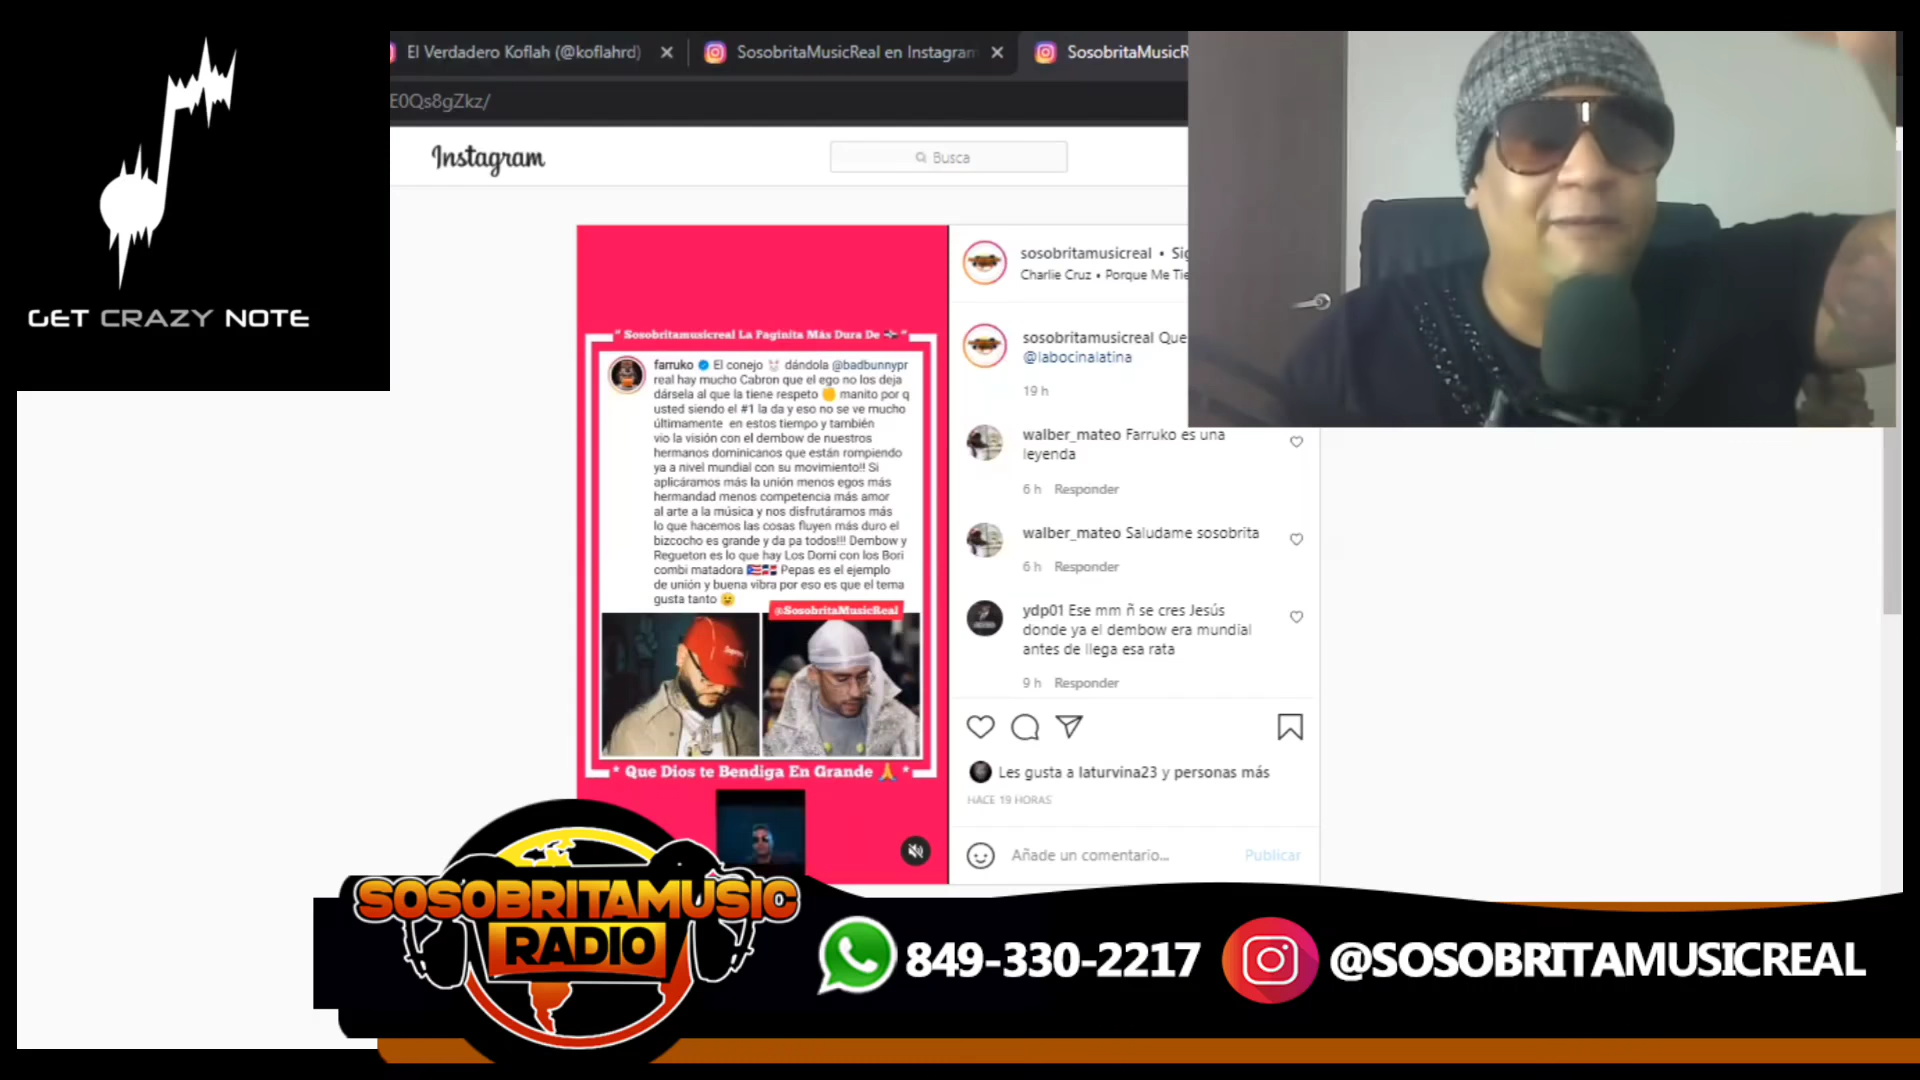 GET CRAZY NOTE
El Verdadero Koflah (@koflahrd)
SosobritaMusicReal en Instagram
SosobritaMusicR
E0Qs8gZkz/
Instagram
Busca
" Sosobritamusicreal La Paginita Más Dura De 🇩🇴 "
farruko El conejo 🐰 dándola @badbunnypr
real hay mucho Cabron que el ego no los deja
dársela al que la tiene respeto ✊ manito por q
usted siendo el #1 la da y eso no se ve mucho
últimamente en estos tiempo y también
vio la visión con el dembow de nuestros
hermanos dominicanos que están rompiendo
ya a nivel mundial con su movimiento!! Si
aplicáramos más la unión menos egos más
hermandad menos competencia más amor
al arte a la música y nos disfrutáramos más
lo que hacemos las cosas fluyen más duro el
bizcocho es grande y da pa todos!!! Dembow y
Regueton es lo que hay Los Domi con los Bori
combi matadora 🇵🇷🇩🇴 Pepas es el ejemplo
de unión y buena vibra por eso es que el tema
gusta tanto 😉
@SosobritaMusicReal
* Que Dios te Bendiga En Grande 🙏 *
sosobritamusicreal • Sig
Charlie Cruz • Porque Me Tie
sosobritamusicreal Que
@labocinalatina
19 h
walber_mateo Farruko es una
leyenda
6 h Responder
walber_mateo Saludame sosobrita
6 h Responder
ydp01 Ese mm ñ se cres Jesús
donde ya el dembow era mundial
antes de llega esa rata
9 h Responder
Les gusta a laturvina23 y personas más
HACE 19 HORAS
Añade un comentario...
Publicar
SOSOBRITAMUSIC
RADIO
849-330-2217
@SOSOBRITAMUSICREAL